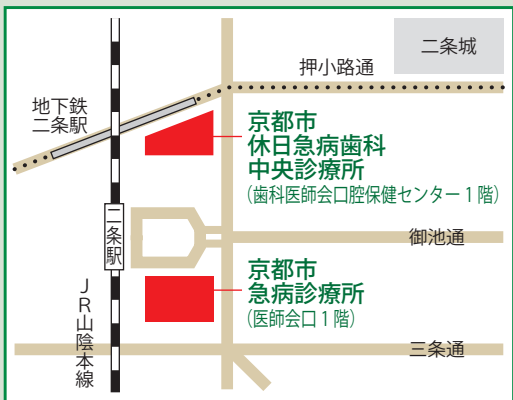 二条城
押小路通
地下鉄
二条駅
京都市
休日急病歯科
中央診療所
(歯科医師会口腔保健センター1階)
二条駅
御池通
京都市
急病診療所
(医師会口1階)
JR山陰本線
三条通